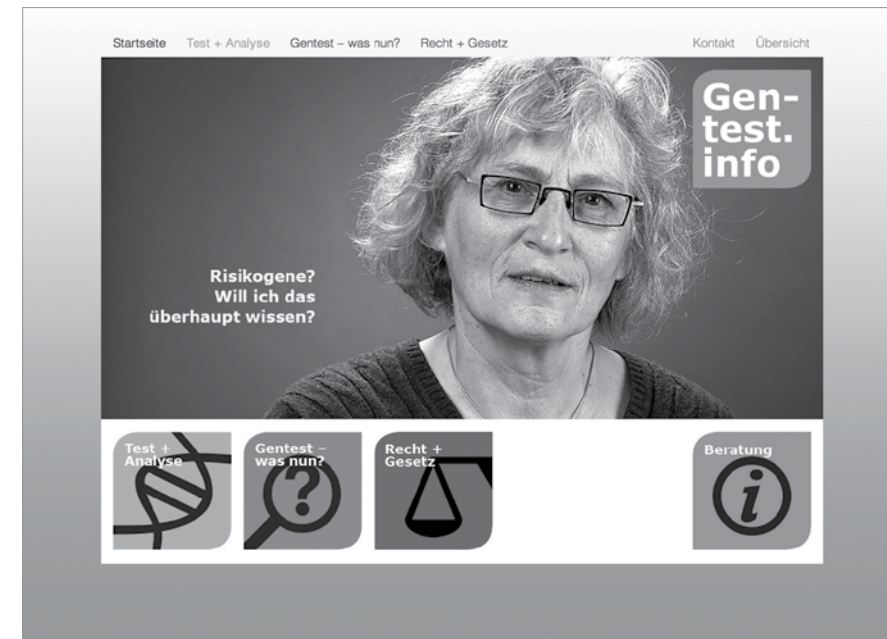 Startseite Test + Analyse Gentest – was nun? Recht + Gesetz Kontakt Übersicht
Gen-
test.
info
Risikogene?
Will ich das
überhaupt wissen?
Test +
Analyse
Gentest –
was nun?
Recht +
Gesetz
Beratung